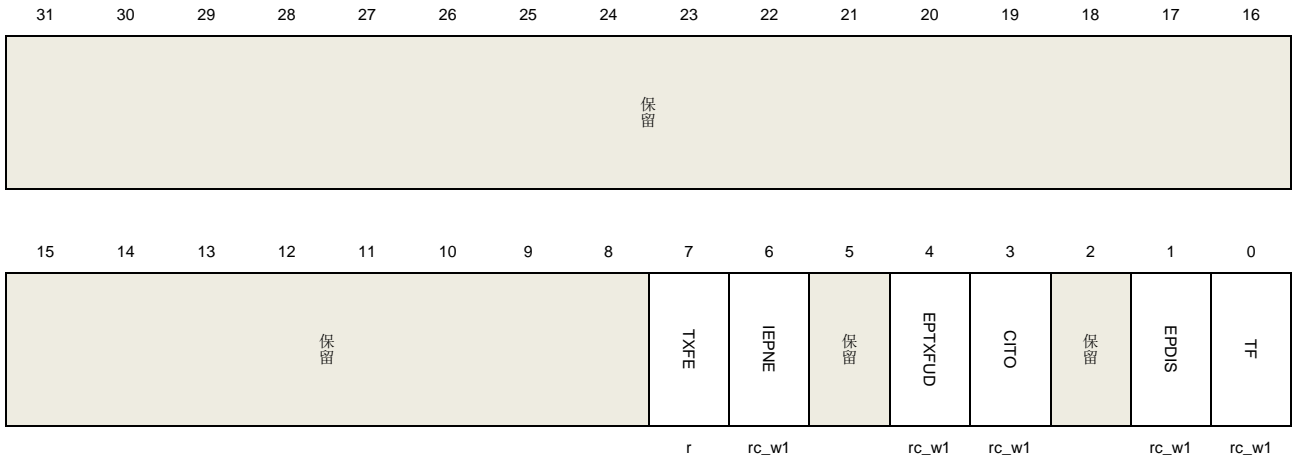 31 30 29 28 27 26 25 24 23 22 21 20 19 18 17 16
保留
15 14 13 12 11 10 9 8 7 6 5 4 3 2 1 0
保留 TXFE IEPNE 保留 EPTXFUD CITO 保留 EPDIS TF
r rc_w1 rc_w1 rc_w1 rc_w1 rc_w1